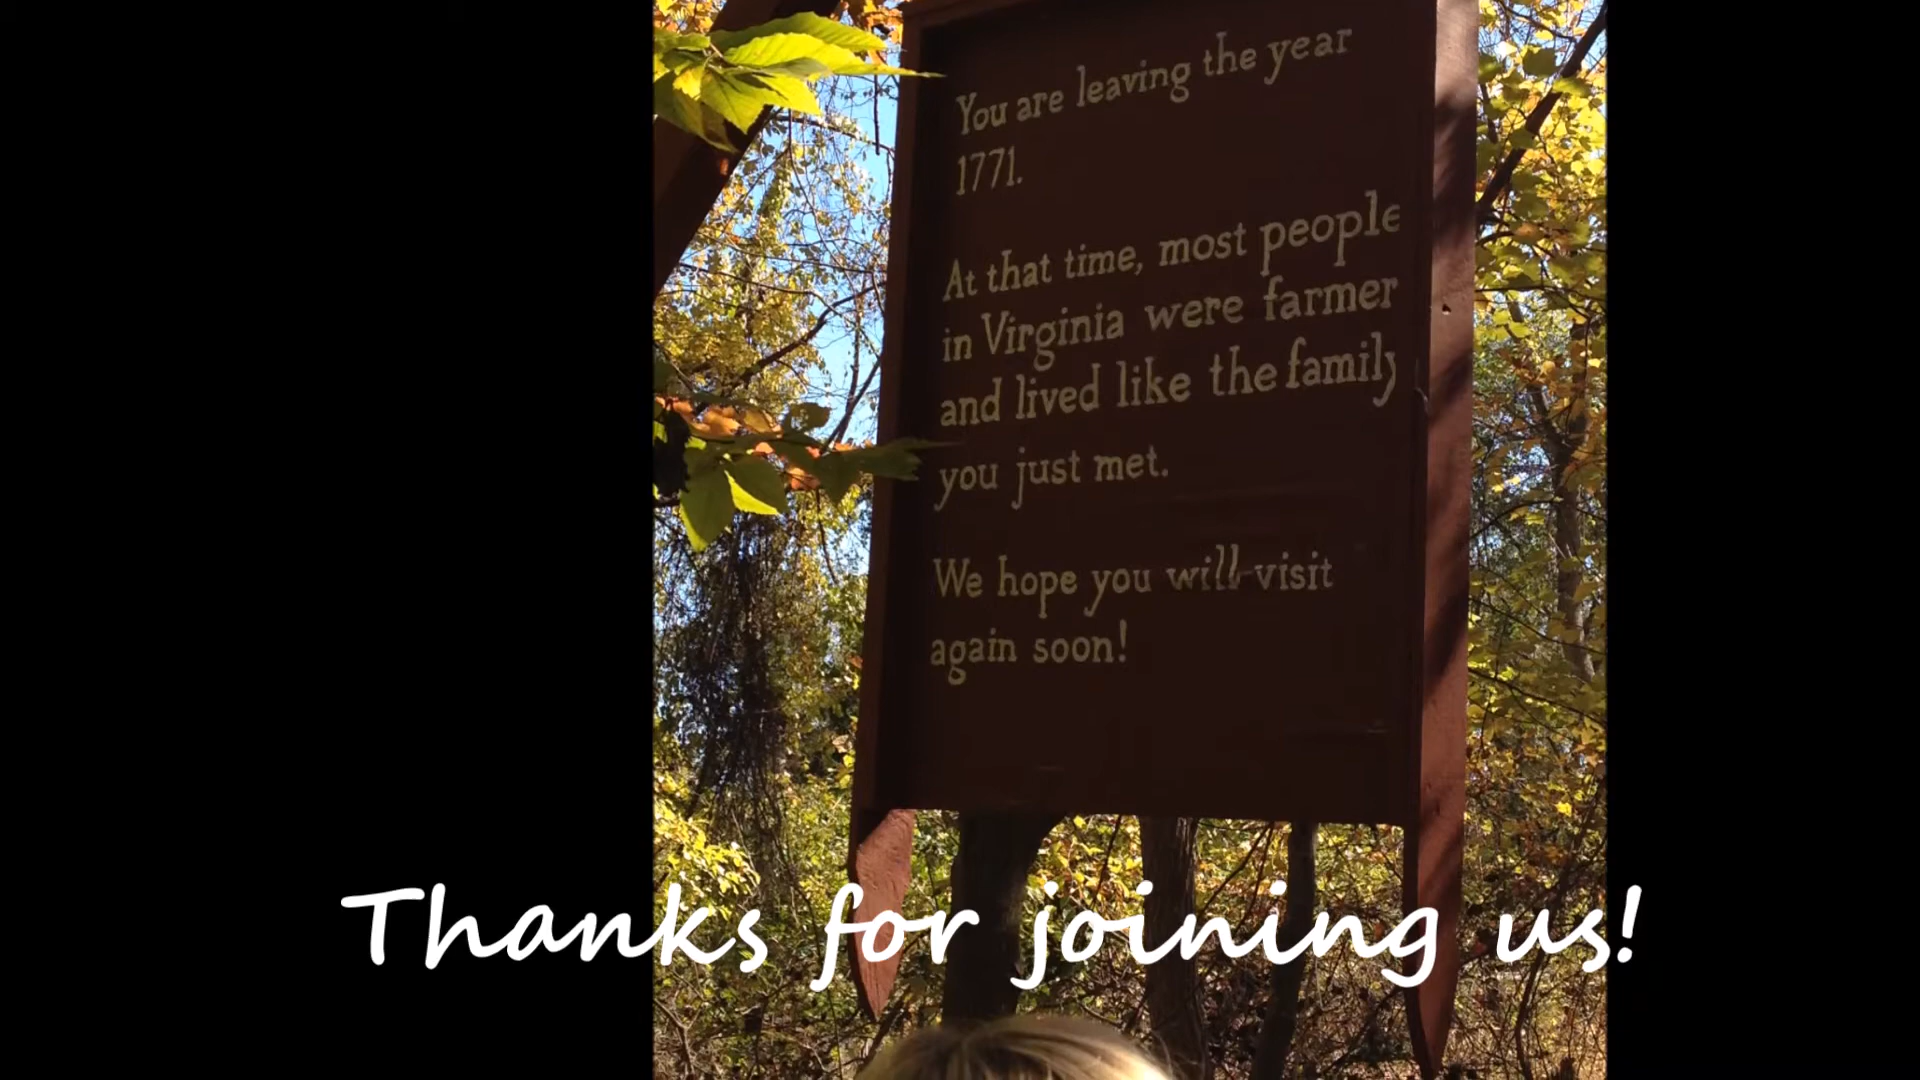 You are leaving the year
1771.
At that time, most people
in Virginia were farmer
and lived like the family
you just met.
We hope you will visit
again soon!
Thanks for joining us!